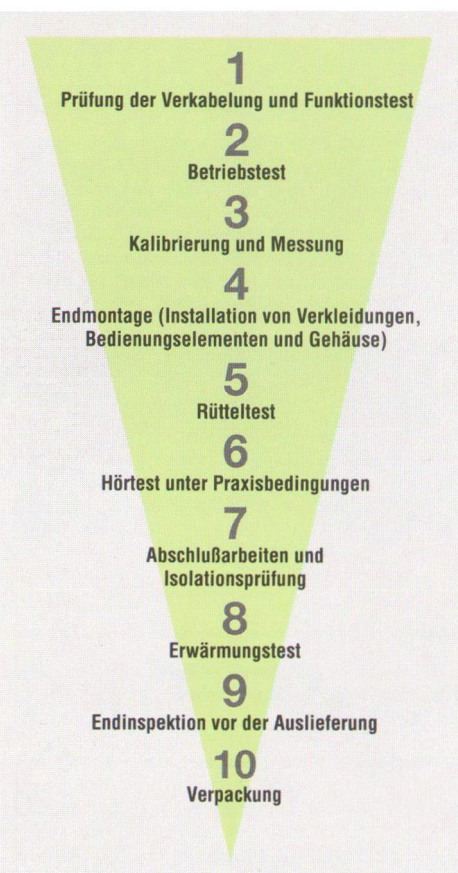 1
Prüfung der Verkabelung und Funktionstest
2
Betriebstest
3
Kalibrierung und Messung
4
Endmontage (Installation von Verkleidungen,
Bedienungselementen und Gehäuse)
5
Rütteltest
6
Hörtest unter Praxisbedingungen
7
Abschlußarbeiten und
Isolationsprüfung
8
Erwärmungstest
9
Endinspektion vor der Auslieferung
10
Verpackung